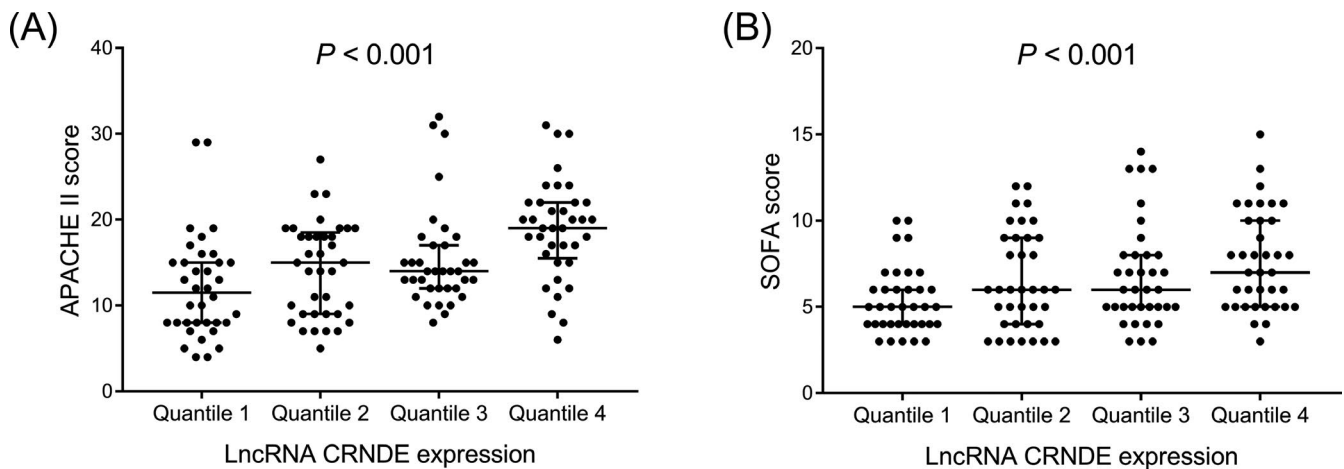 (A)
P < 0.001
APACHE II score
40
30
20
10
0
Quantile 1 Quantile 2 Quantile 3 Quantile 4
LncRNA CRNDE expression
(B)
P < 0.001
SOFA score
20
15
10
5
0
Quantile 1 Quantile 2 Quantile 3 Quantile 4
LncRNA CRNDE expression